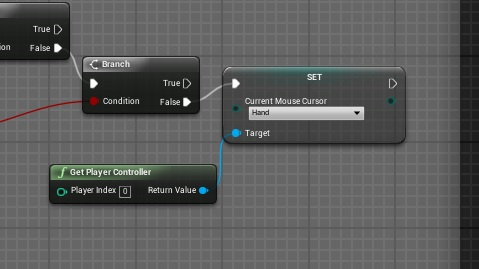 True
ion False
Branch
True
Condition False
SET
Current Mouse Cursor
Hand
Target
Get Player Controller
Player Index 0 Return Value